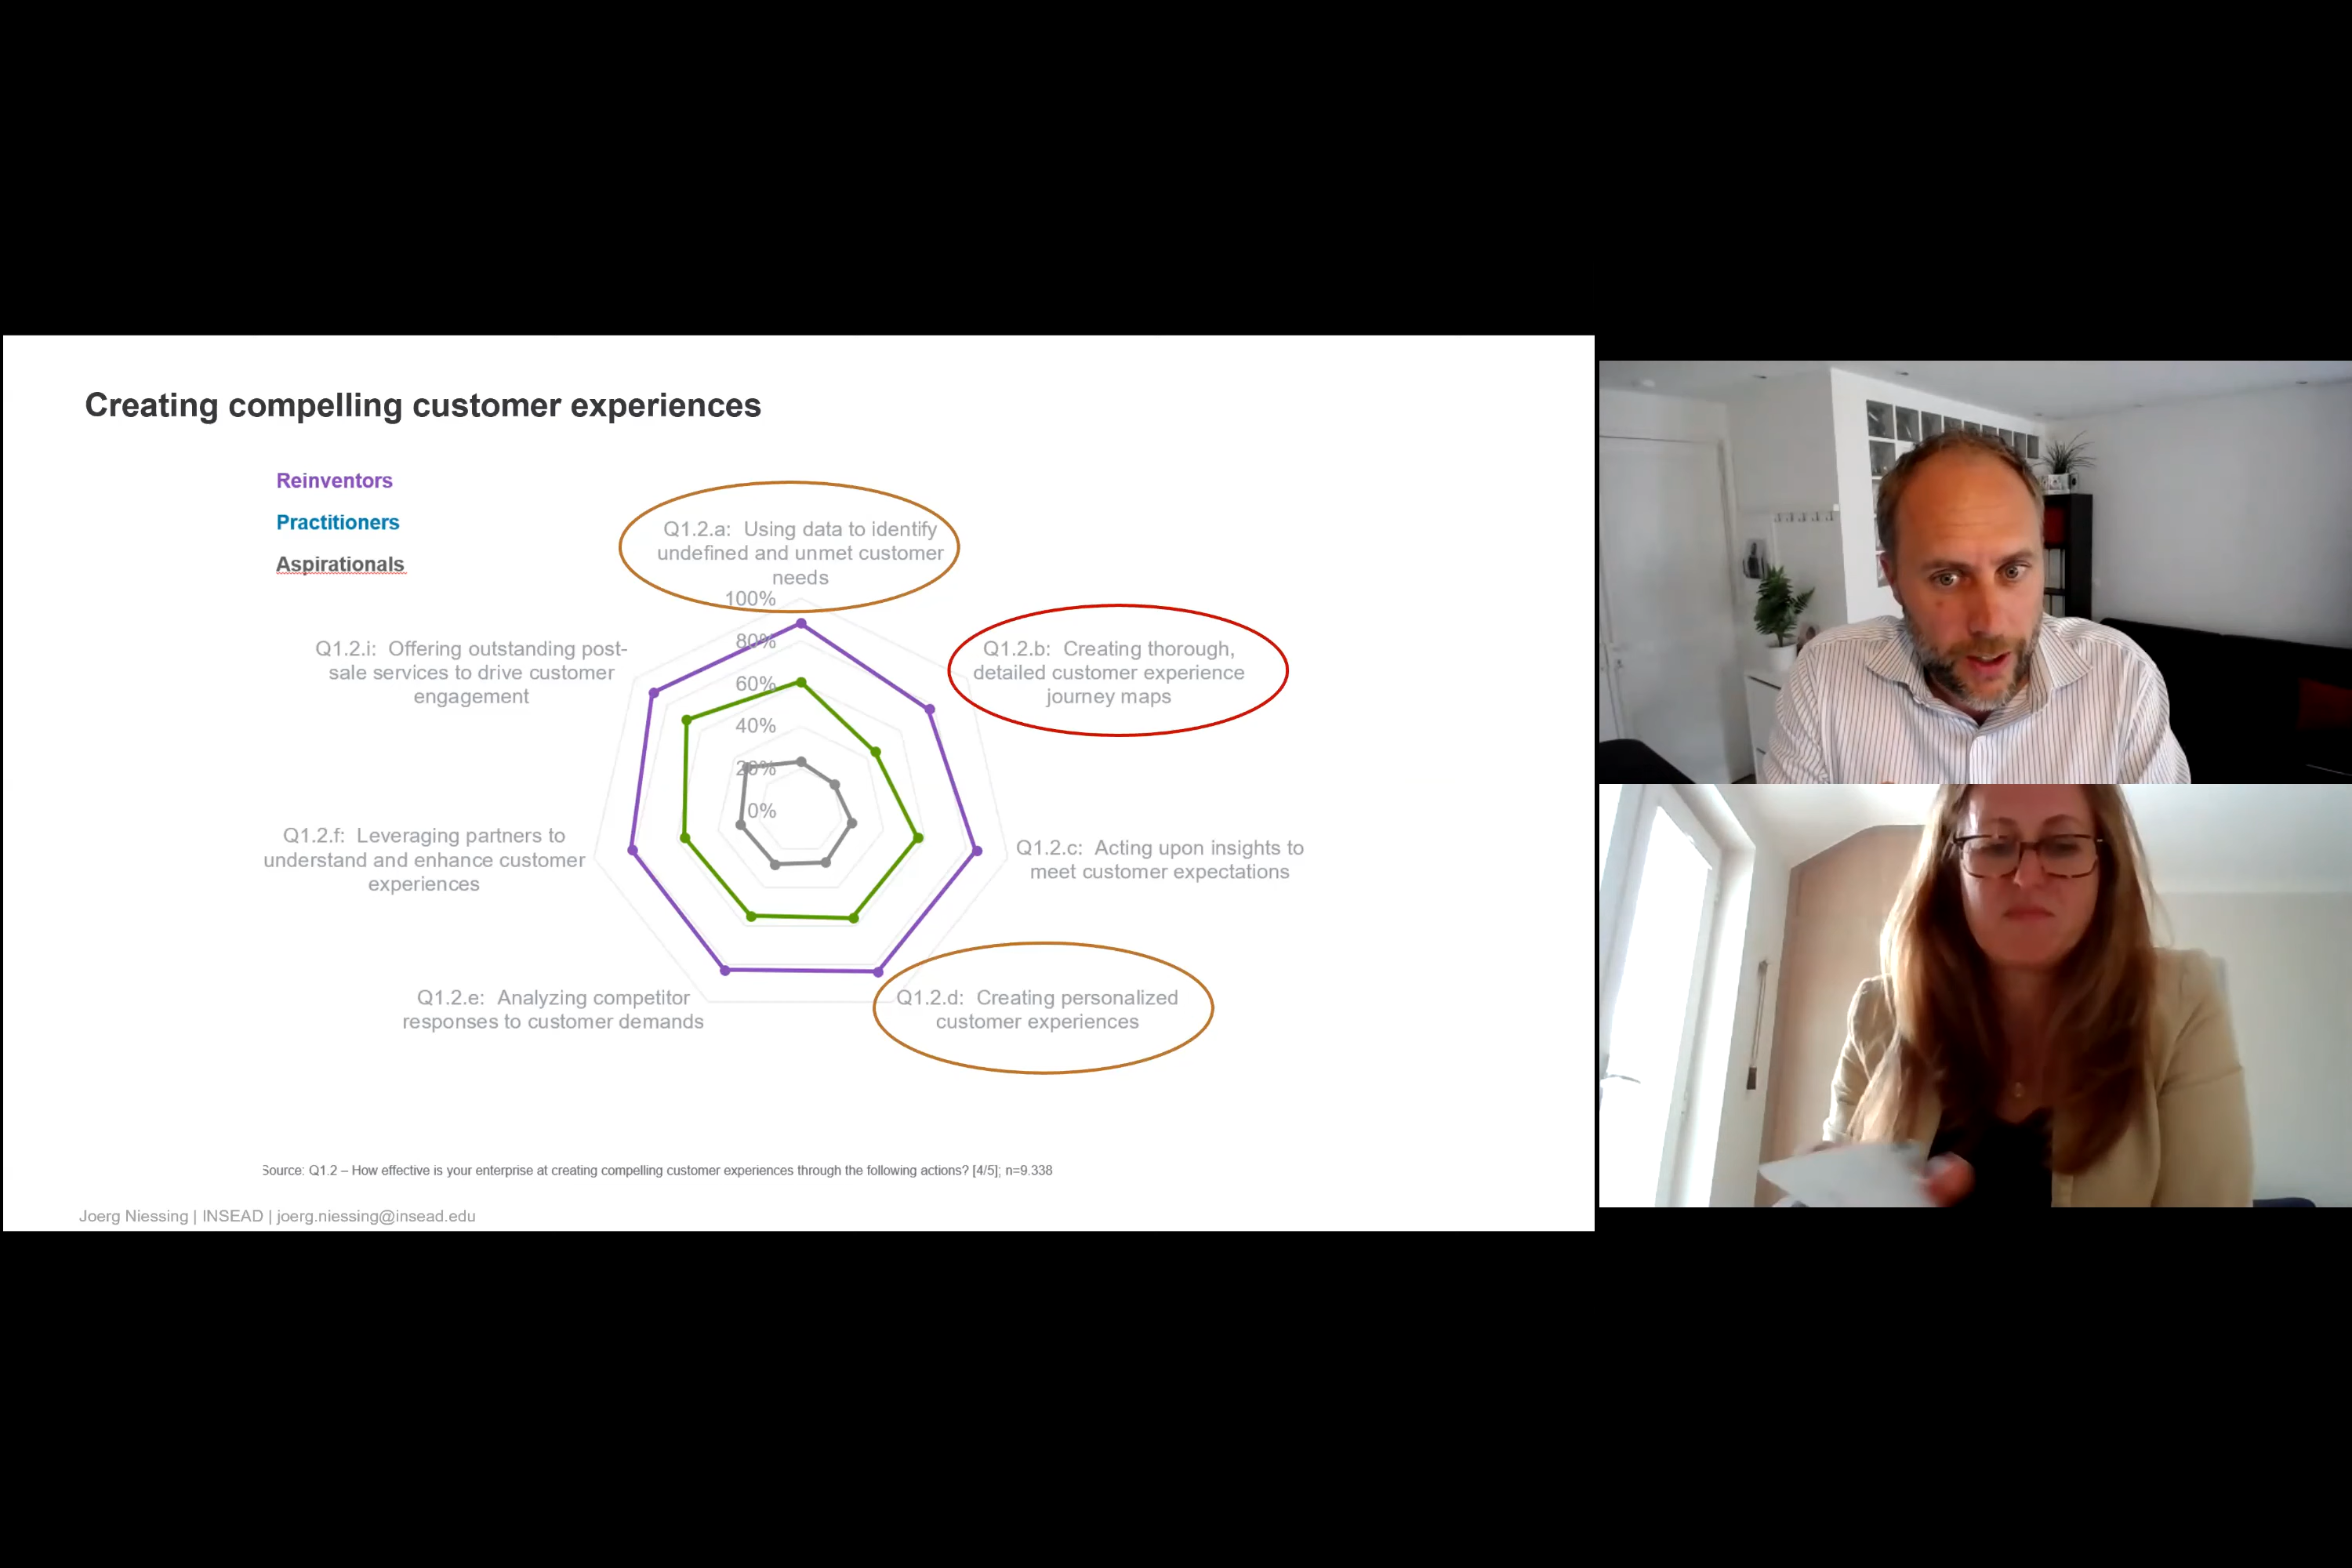 Creating compelling customer experiences
Reinventors
Practitioners
Aspirationals
Q1.2.a: Using data to identify
undefined and unmet customer
needs
100%
80%
60%
40%
20%
0%
Q1.2.b: Creating thorough,
detailed customer experience
journey maps
Q1.2.i: Offering outstanding post-
sale services to drive customer
engagement
Q1.2.c: Acting upon insights to
meet customer expectations
Q1.2.f: Leveraging partners to
understand and enhance customer
experiences
Q1.2.d: Creating personalized
customer experiences
Q1.2.e: Analyzing competitor
responses to customer demands
Source: Q1.2 – How effective is your enterprise at creating compelling customer experiences through the following actions? [4/5]; n=9.338
Joerg Niessing | INSEAD | joerg.niessing@insead.edu